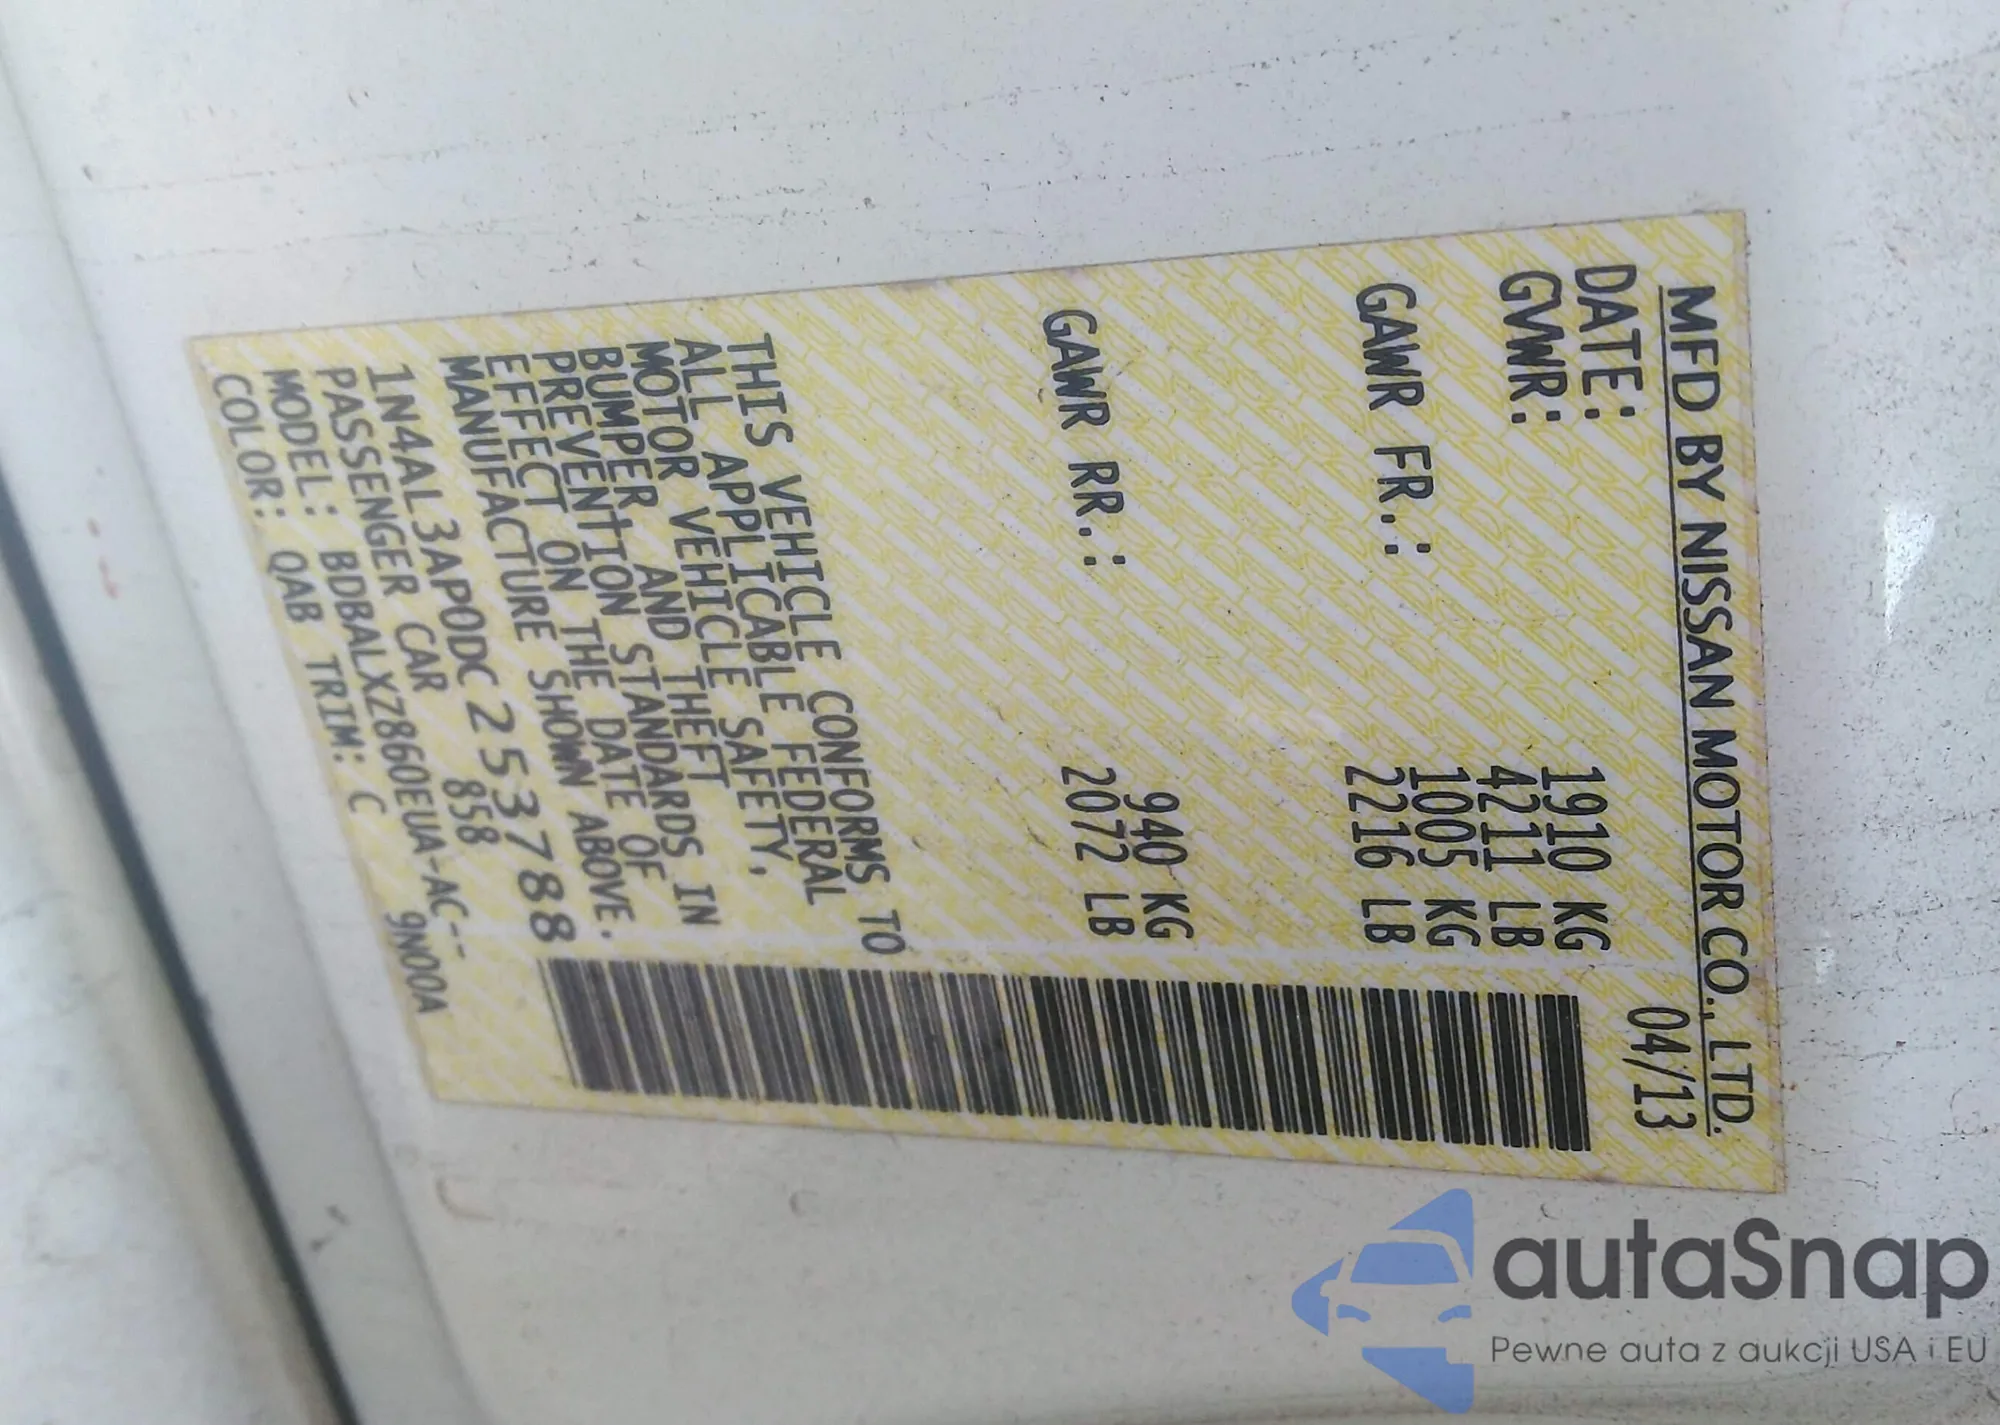 MFD BY NISSAN MOTOR CO., LTD.
DATE: 04/13
GVWR: 1910 KG
4211 LB
GAWR FR.: 1005 KG
2216 LB
GAWR RR.: 940 KG
2072 LB
THIS VEHICLE CONFORMS TO
ALL APPLICABLE FEDERAL
MOTOR VEHICLE SAFETY,
BUMPER, AND THEFT
PREVENTION STANDARDS IN
EFFECT ON THE DATE OF
MANUFACTURE SHOWN ABOVE.
1N4AL3AP0DC253788
PASSENGER CAR 858
MODEL: BDBALXZ860EUA-AC--
COLOR: QAB TRIM: C 9N00A
autaSnap
Pewne auta z aukcji USA i EU